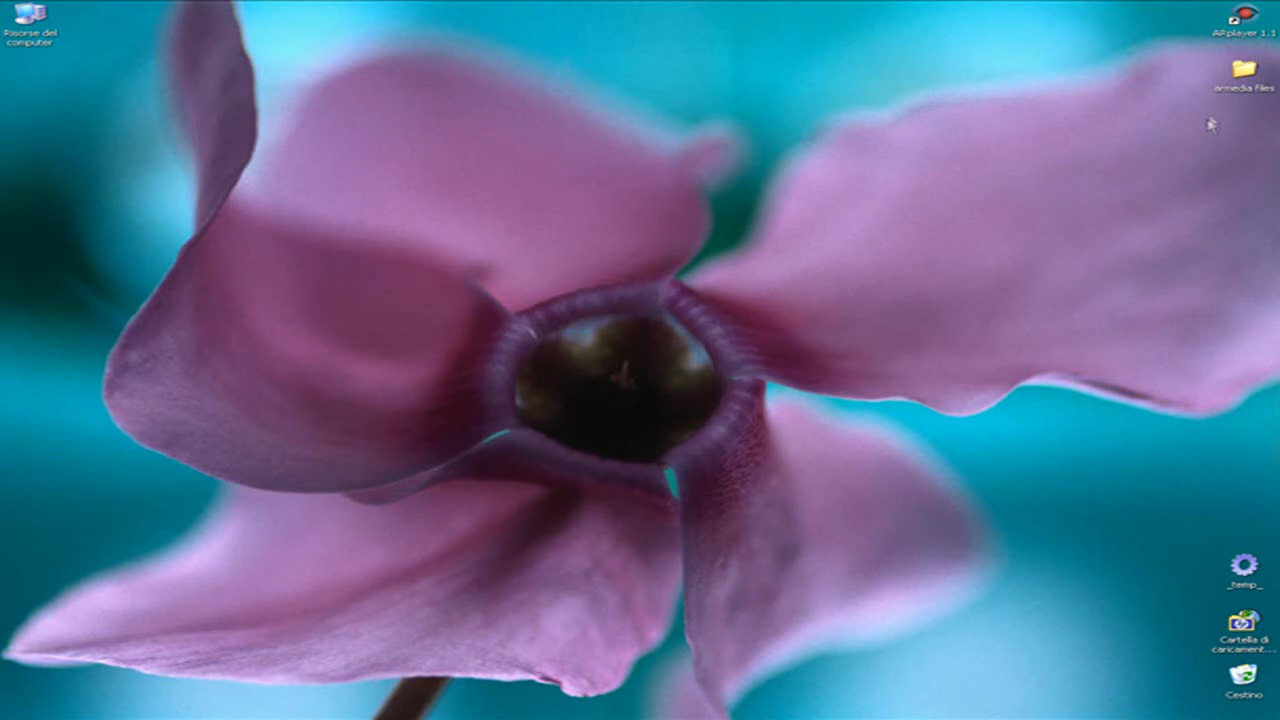 Risorse del
computer
ARplayer 1.1
armedia files
_temp_
Cartella di
caricament...
Cestino